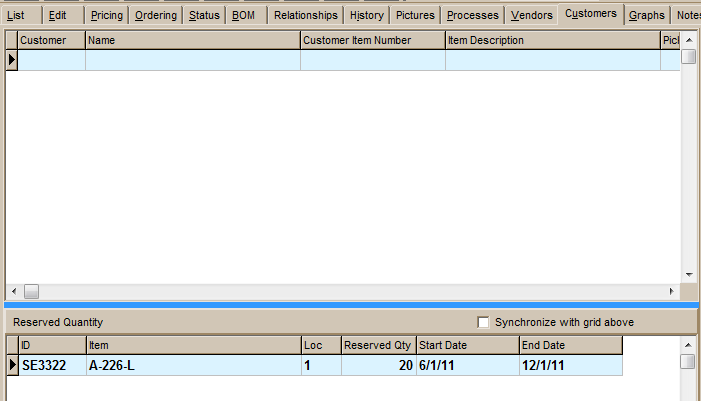 List Edit Pricing Ordering Status BOM Relationships History Pictures Processes Vendors Customers Graphs Notes
Customer Name Customer Item Number Item Description
Reserved Quantity Synchronize with grid above
ID Item Loc Reserved Qty Start Date End Date
SE3322 A-226-L 1 20 6/1/11 12/1/11